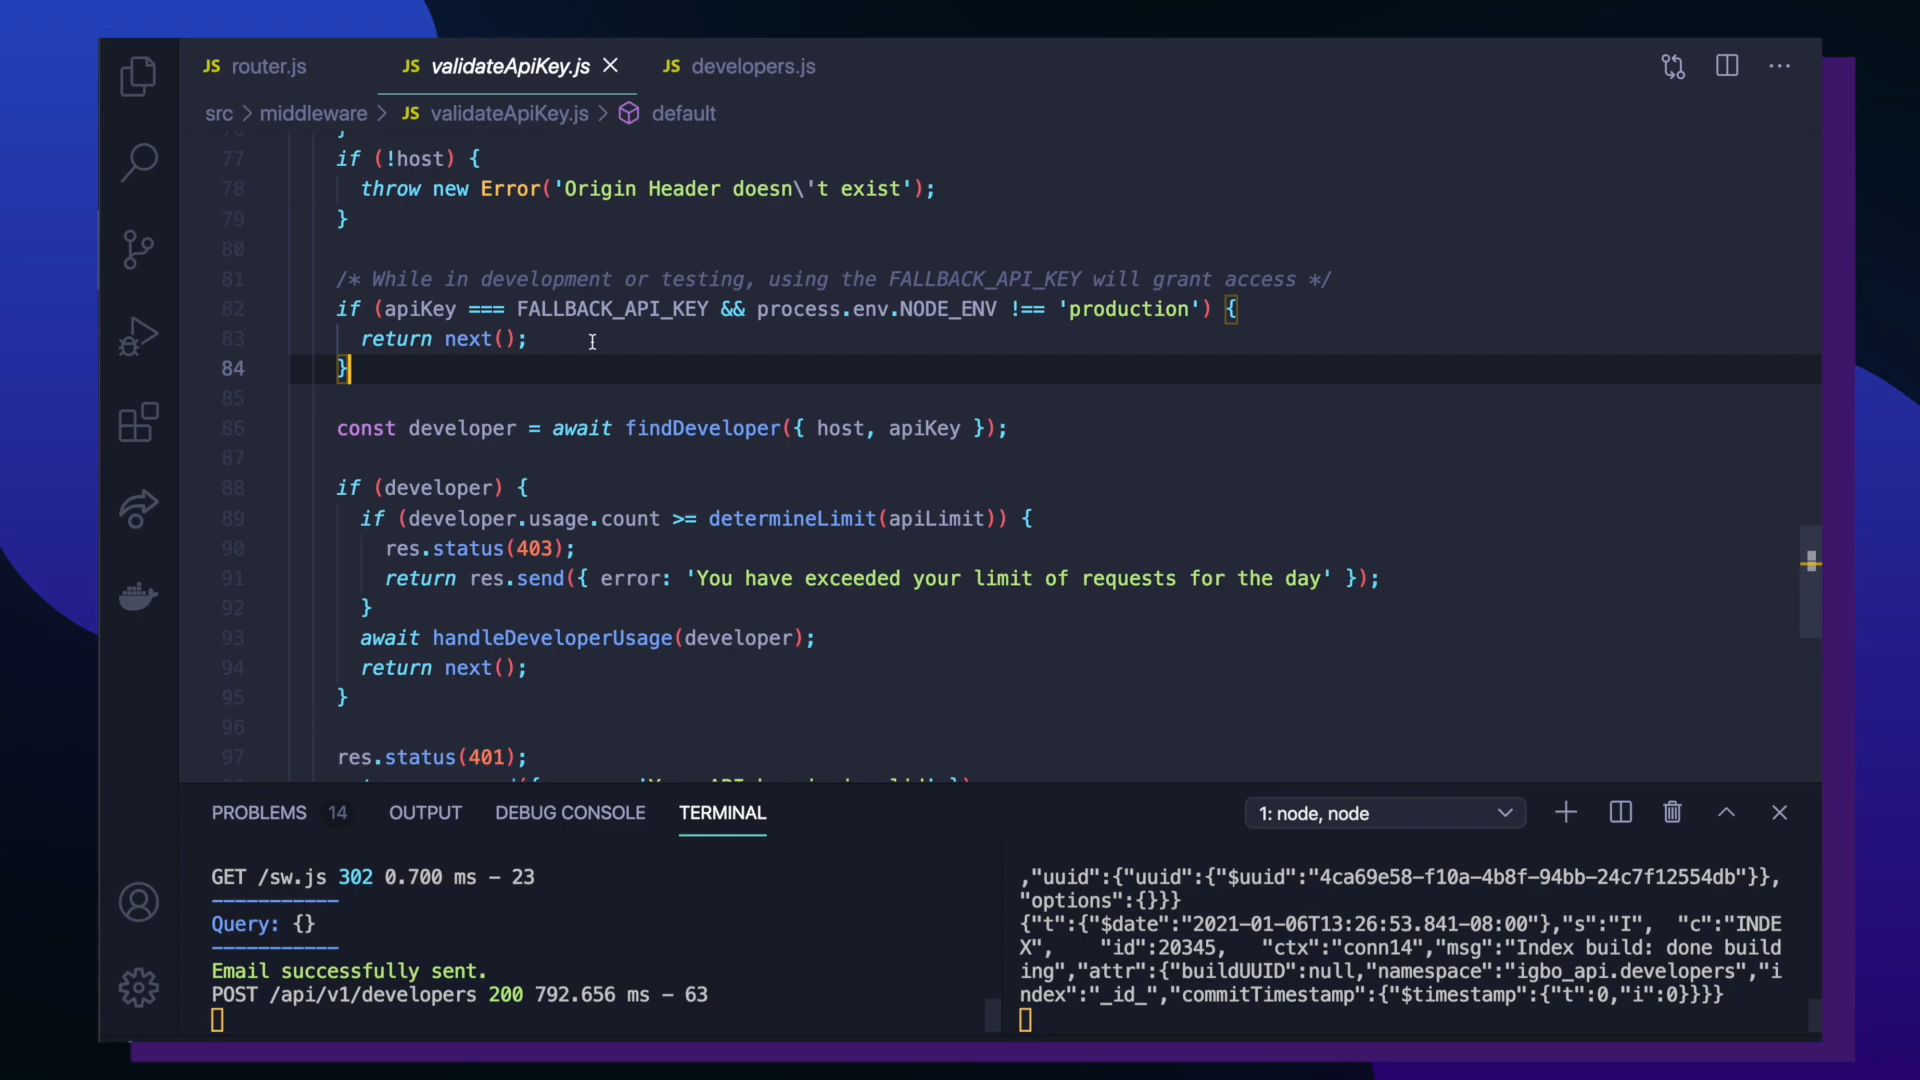 JS router.js
JS validateApiKey.js
JS developers.js
src > middleware > JS validateApiKey.js > default
77 if (!host) {
78 throw new Error('Origin Header doesn\'t exist');
79 }
80
81 /* While in development or testing, using the FALLBACK_API_KEY will grant access */
82 if (apiKey === FALLBACK_API_KEY && process.env.NODE_ENV !== 'production') {
83 return next();
84 }
85
86 const developer = await findDeveloper({ host, apiKey });
87
88 if (developer) {
89 if (developer.usage.count >= determineLimit(apiLimit)) {
90 res.status(403);
91 return res.send({ error: 'You have exceeded your limit of requests for the day' });
92 }
93 await handleDeveloperUsage(developer);
94 return next();
95 }
96
97 res.status(401);
PROBLEMS 14 OUTPUT DEBUG CONSOLE TERMINAL
1: node, node
GET /sw.js 302 0.700 ms - 23
-----------
Query: {}
-----------
Email successfully sent.
POST /api/v1/developers 200 792.656 ms - 63
,"uuid":{"uuid":{"$uuid":"4ca69e58-f10a-4b8f-94bb-24c7f12554db"}},
"options":{}}}
{"t":{"$date":"2021-01-06T13:26:53.841-08:00"},"s":"I", "c":"INDE
X", "id":20345, "ctx":"conn14","msg":"Index build: done build
ing","attr":{"buildUUID":null,"namespace":"igbo_api.developers","i
ndex":"_id_","commitTimestamp":{"$timestamp":{"t":0,"i":0}}}}